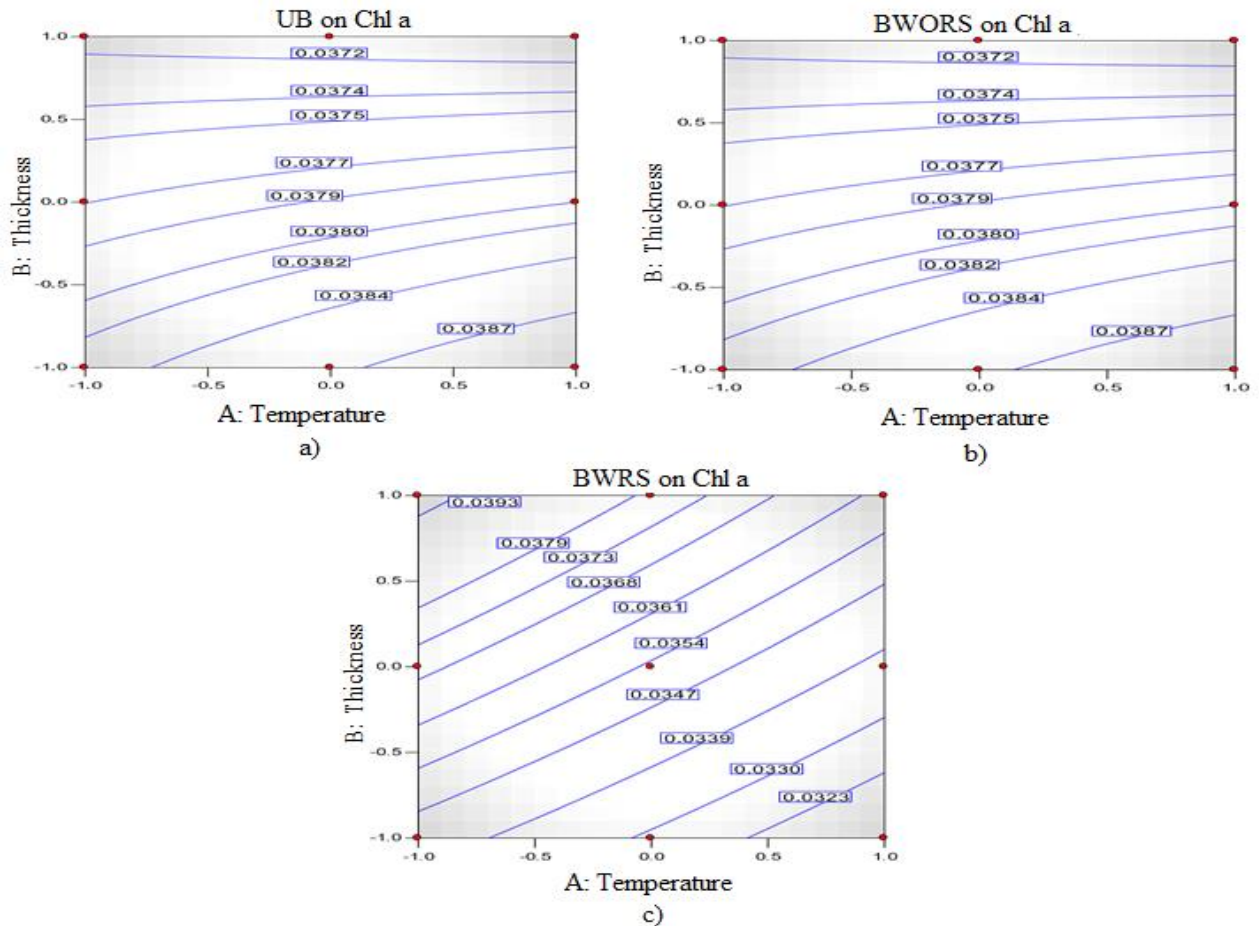 UB on Chl a
1.0
0.5
0.0
-0.5
-1.0
B: Thickness
0.0372
0.0374
0.0375
0.0377
0.0379
0.0380
0.0382
0.0384
0.0387
-1.0 -0.5 0.0 0.5 1.0
A: Temperature
a)
BWORS on Chl a
1.0
0.5
0.0
-0.5
-1.0
B: Thickness
0.0372
0.0374
0.0375
0.0377
0.0379
0.0380
0.0382
0.0384
0.0387
-1.0 -0.5 0.0 0.5 1.0
A: Temperature
b)
BWRS on Chl a
1.0
0.5
0.0
-0.5
-1.0
B: Thickness
0.0393
0.0379
0.0373
0.0368
0.0361
0.0354
0.0347
0.0339
0.0330
0.0323
-1.0 -0.5 0.0 0.5 1.0
A: Temperature
c)